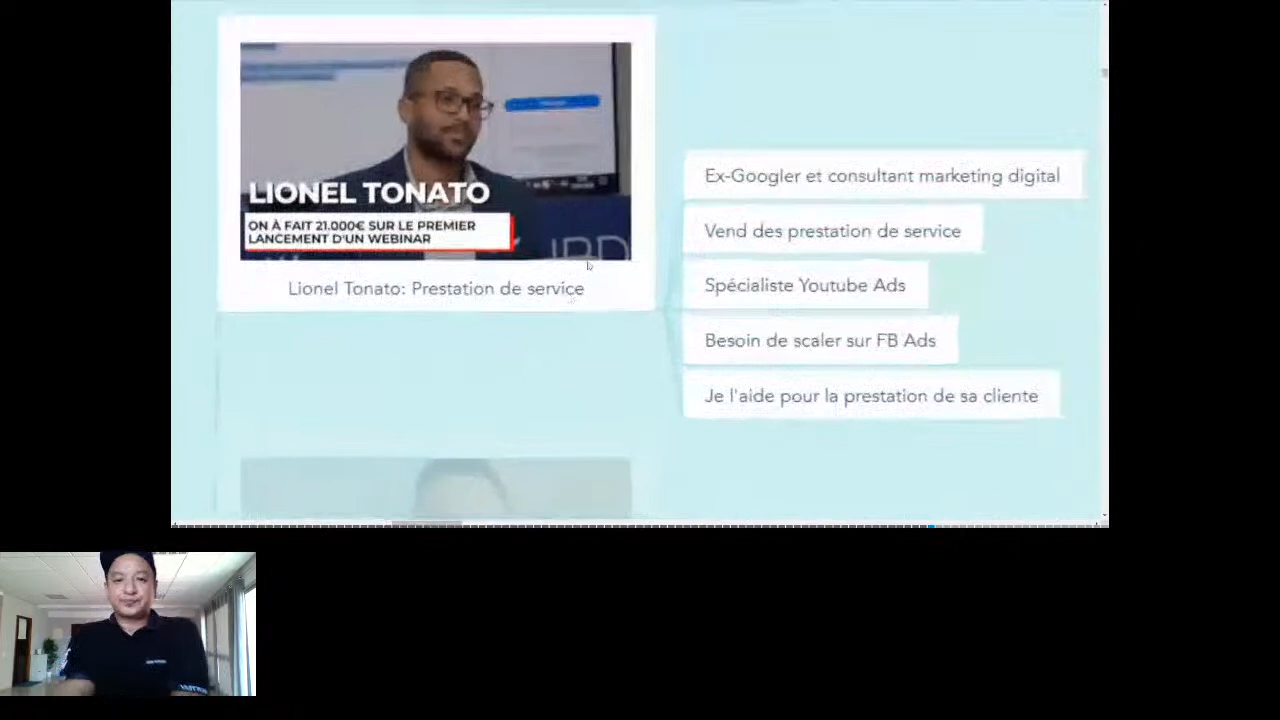 LIONEL TONATO
ON À FAIT 21.000€ SUR LE PREMIER
LANCEMENT D'UN WEBINAR
Lionel Tonato: Prestation de service
Ex-Googler et consultant marketing digital
Vend des prestation de service
Spécialiste Youtube Ads
Besoin de scaler sur FB Ads
Je l'aide pour la prestation de sa cliente